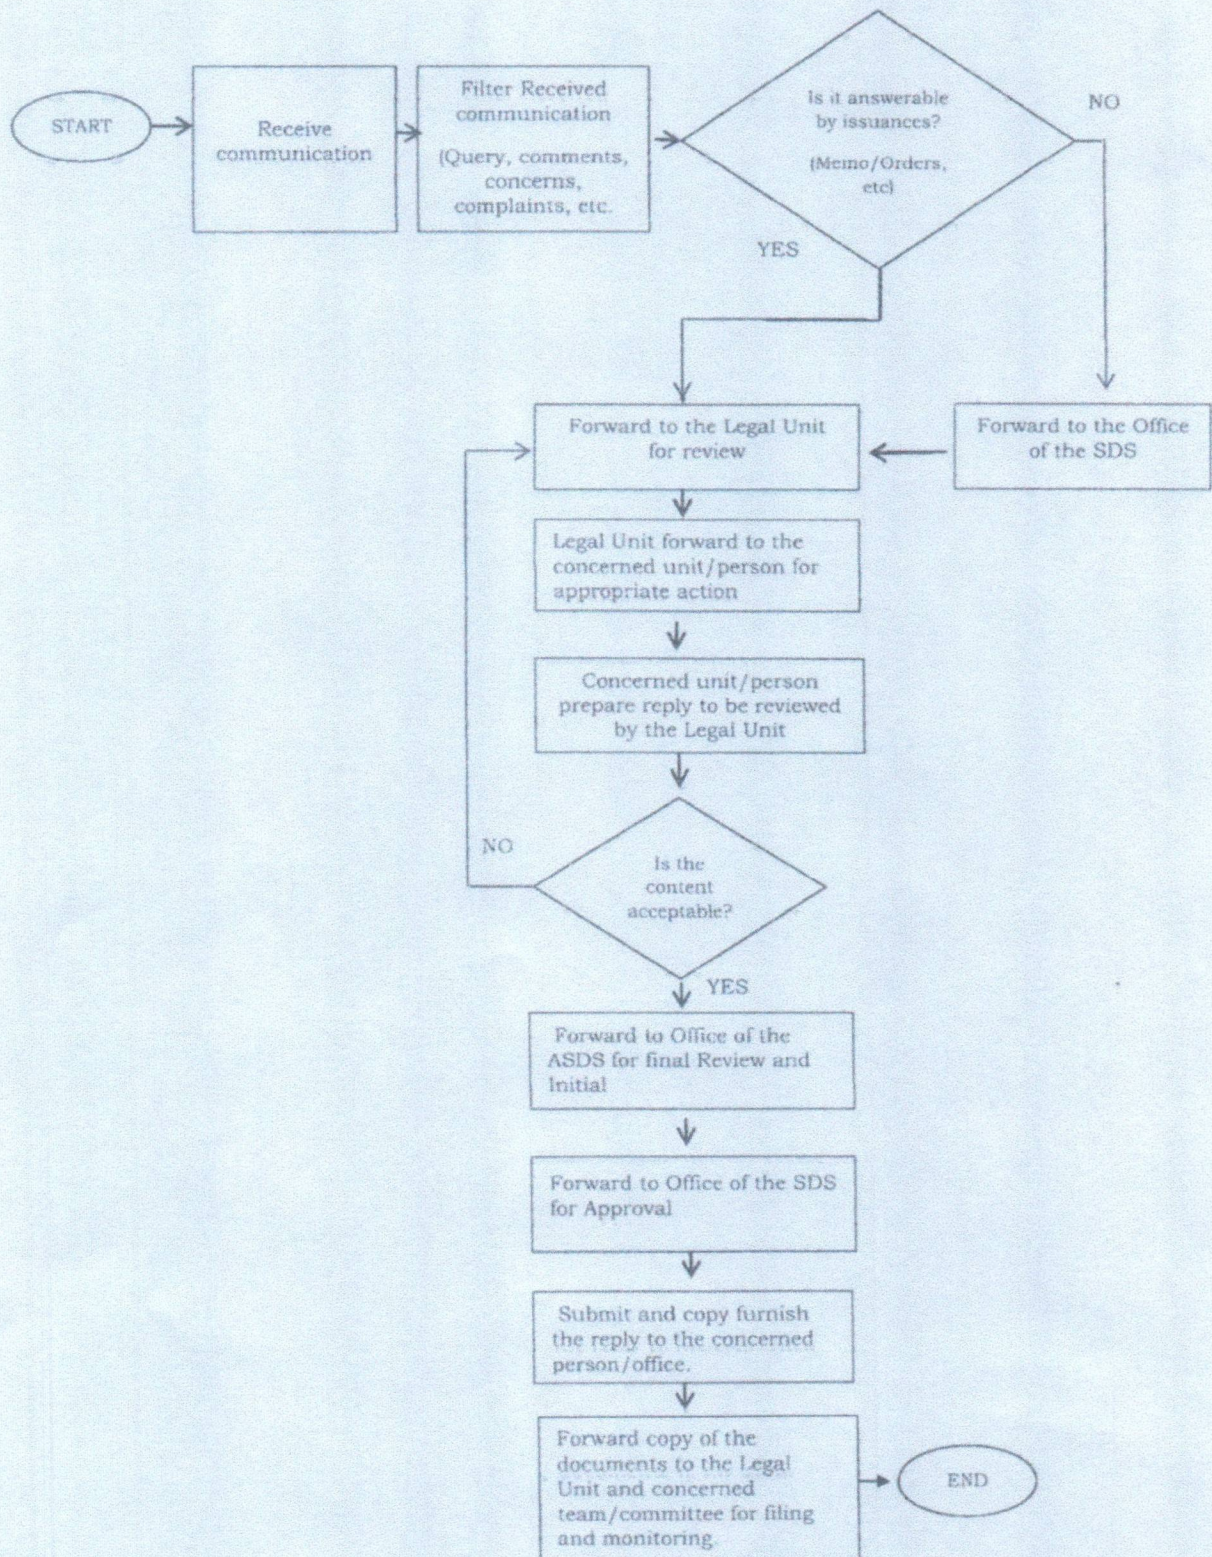 START
Receive
communication
Filter Received
communication
(Query, comments,
concerns,
complaints, etc.
Is it answerable
by issuances?
(Memo/Orders,
etc)
NO
YES
Forward to the Legal Unit
for review
Forward to the Office
of the SDS
Legal Unit forward to the
concerned unit/person for
appropriate action
Concerned unit/person
prepare reply to be reviewed
by the Legal Unit
NO
Is the
content
acceptable?
YES
Forward to Office of the
ASDS for final Review and
Initial
Forward to Office of the SDS
for Approval
Submit and copy furnish
the reply to the concerned
person/office.
Forward copy of the
documents to the Legal
Unit and concerned
team/committee for filing
and monitoring.
END